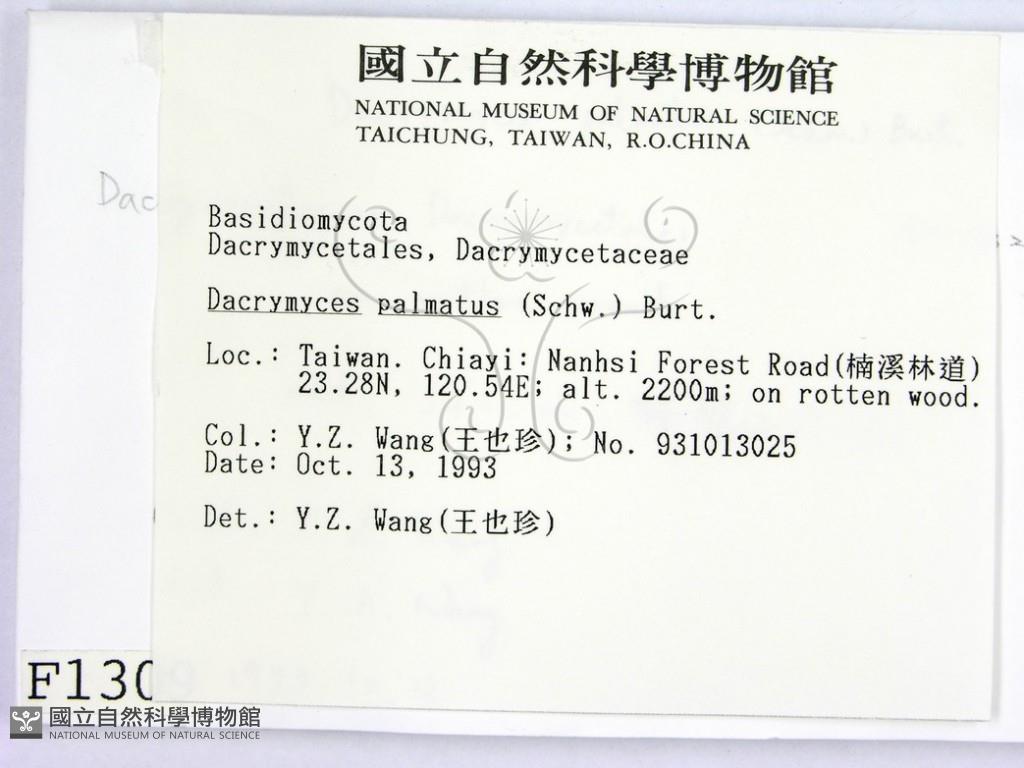 國立自然科學博物館
NATIONAL MUSEUM OF NATURAL SCIENCE
TAICHUNG, TAIWAN, R.O.CHINA
Burt.
Dac
Basidiomycota
Dacrymycetales, Dacrymycetaceae
Dacrymyces palmatus (Schw.) Burt.
Loc.: Taiwan. Chiayi: Nanhsi Forest Road(楠溪林道)
23.28N, 120.54E; alt. 2200m; on rotten wood.
Col.: Y.Z. Wang(王也珍); No. 931013025
Date: Oct. 13, 1993
Det.: Y.Z. Wang(王也珍)
F1309
國立自然科學博物館
NATIONAL MUSEUM OF NATURAL SCIENCE